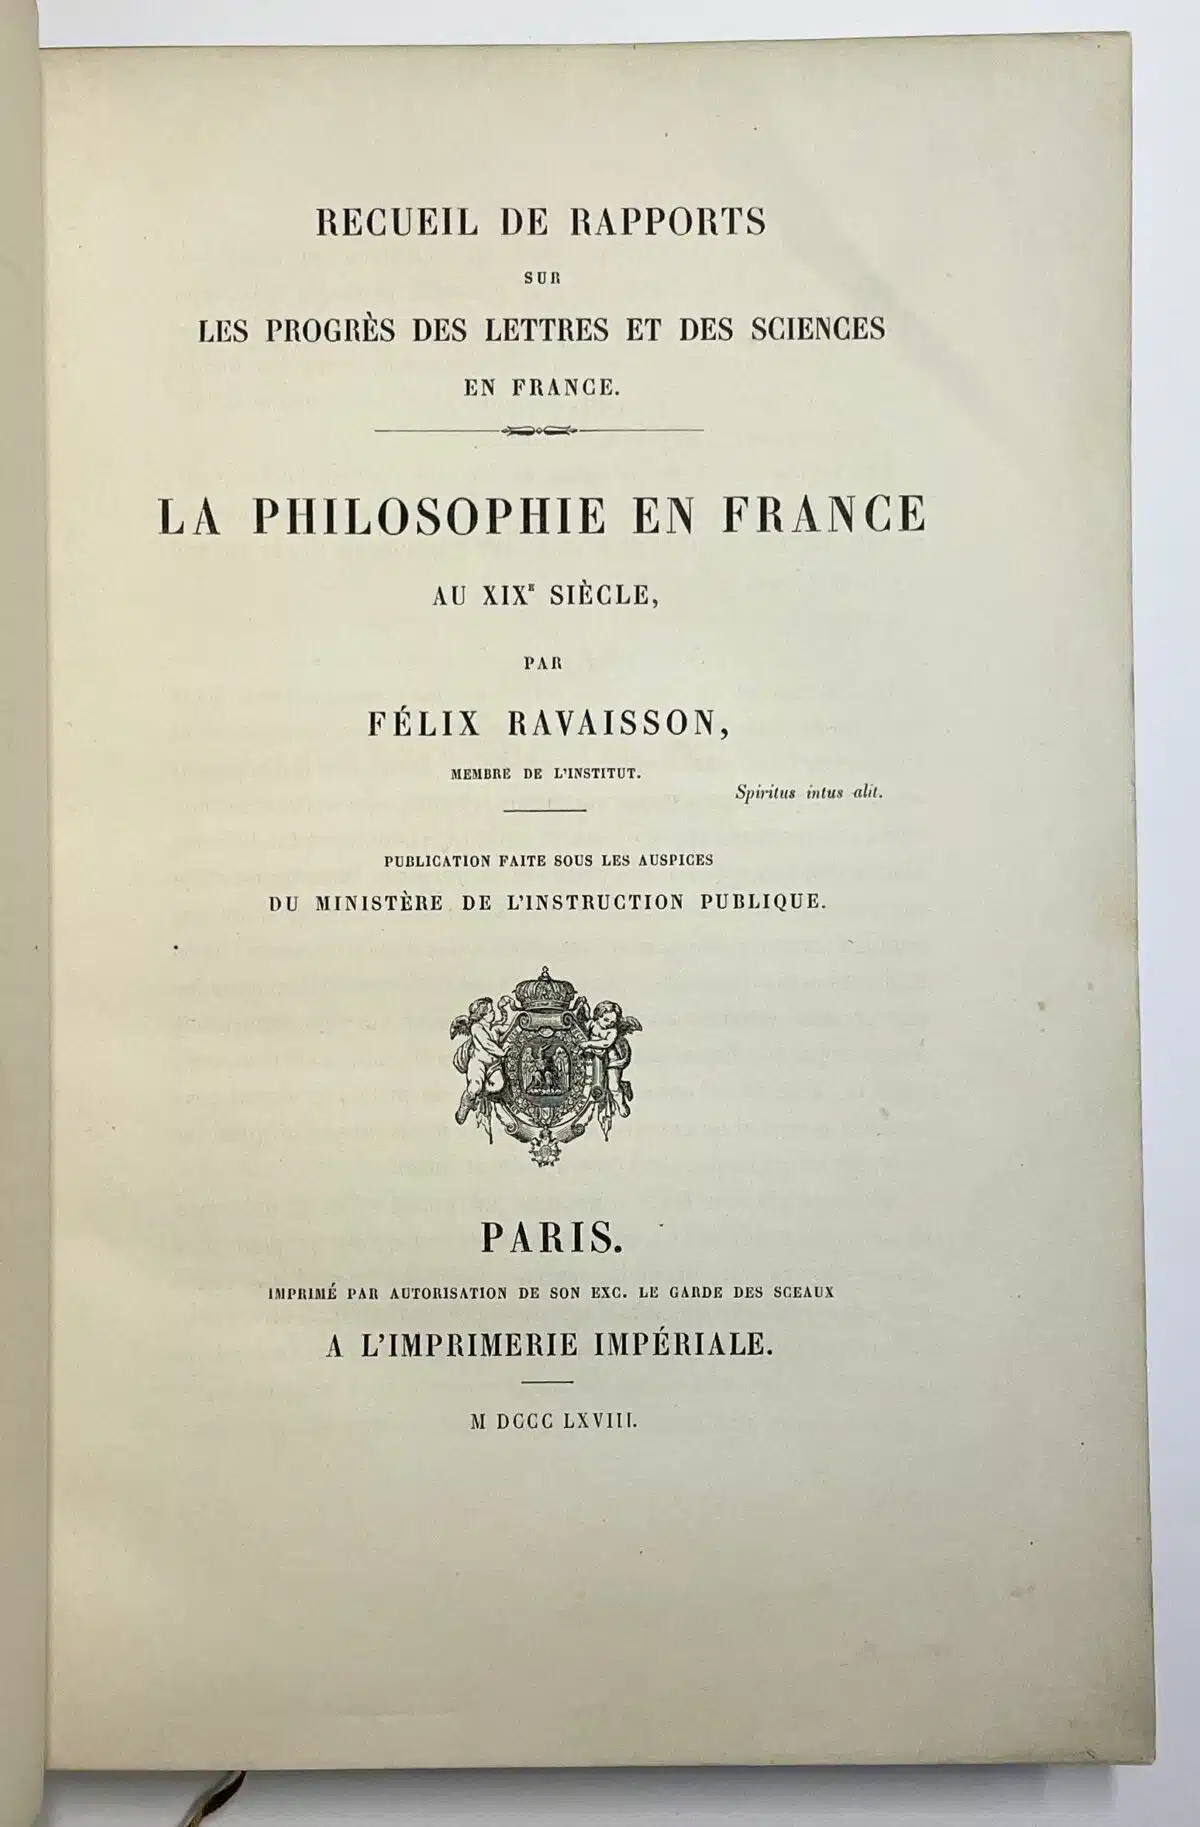 RECUEIL DE RAPPORTS
SUR
LES PROGRÈS DES LETTRES ET DES SCIENCES
EN FRANCE.
LA PHILOSOPHIE EN FRANCE
AU XIXE SIÈCLE,
PAR
FÉLIX RAVAISSON,
MEMBRE DE L'INSTITUT.
Spiritus intus alit.
PUBLICATION FAITE SOUS LES AUSPICES
DU MINISTÈRE DE L'INSTRUCTION PUBLIQUE.
PARIS.
IMPRIMÉ PAR AUTORISATION DE SON EXC. LE GARDE DES SCEAUX
A L'IMPRIMERIE IMPÉRIALE.
M DCCC LXVIII.